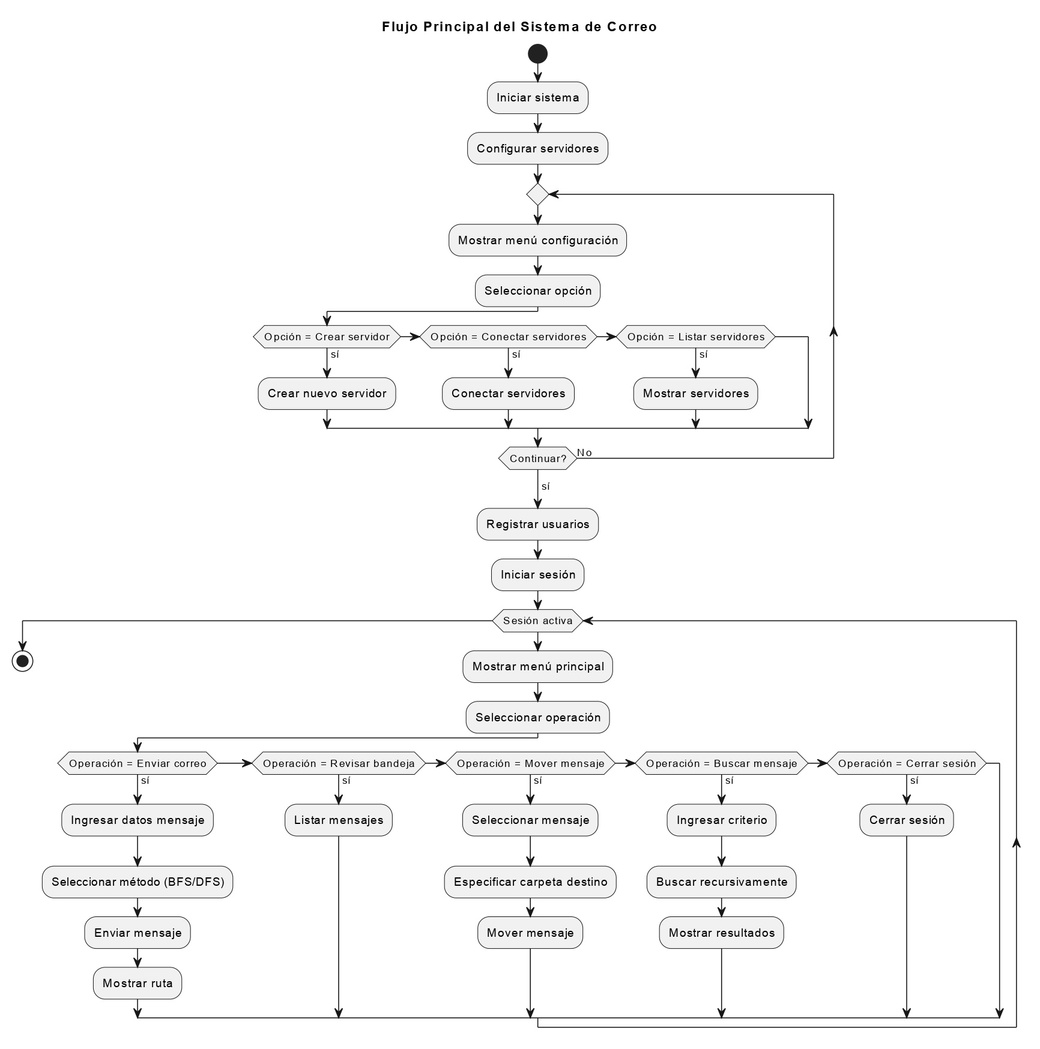 Flujo Principal del Sistema de Correo
Iniciar sistema
Configurar servidores
Mostrar menú configuración
Seleccionar opción
Opción = Crear servidor
Opción = Conectar servidores
Opción = Listar servidores
sí
sí
sí
Crear nuevo servidor
Conectar servidores
Mostrar servidores
Continuar?
No
sí
Registrar usuarios
Iniciar sesión
Sesión activa
Mostrar menú principal
Seleccionar operación
Operación = Enviar correo
Operación = Revisar bandeja
Operación = Mover mensaje
Operación = Buscar mensaje
Operación = Cerrar sesión
sí
sí
sí
sí
sí
Ingresar datos mensaje
Listar mensajes
Seleccionar mensaje
Ingresar criterio
Cerrar sesión
Seleccionar método (BFS/DFS)
Especificar carpeta destino
Buscar recursivamente
Enviar mensaje
Mover mensaje
Mostrar resultados
Mostrar ruta